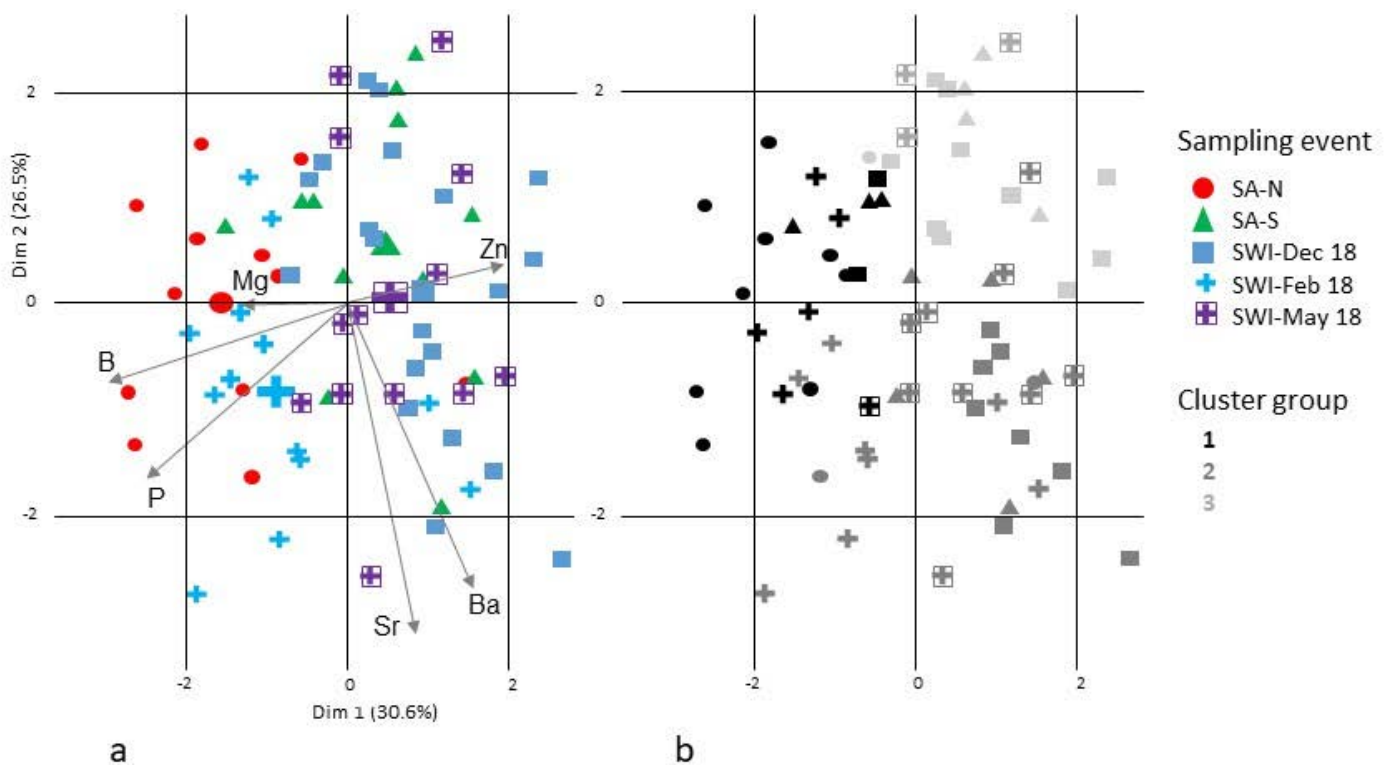 Dim 2 (26.5%)
2
0
-2
-2
0
2
Dim 1 (30.6%)
Zn
Mg
B
P
Sr
Ba
a
2
0
-2
-2
0
2
b
Sampling event
SA-N
SA-S
SWI-Dec 18
SWI-Feb 18
SWI-May 18
Cluster group
1
2
3